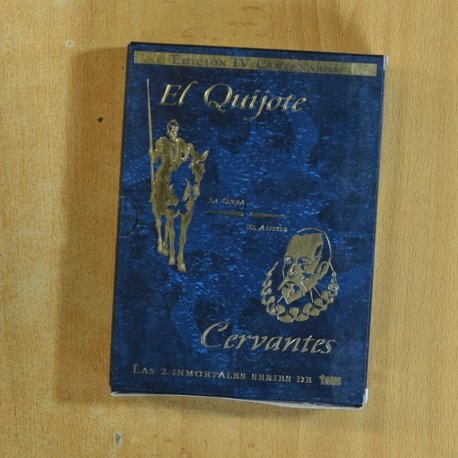 EDICIÓN IV CENTENARIO
El Quijote
LA OBRA
EL AUTOR
Cervantes
LAS 2 INMORTALES SERIES DE